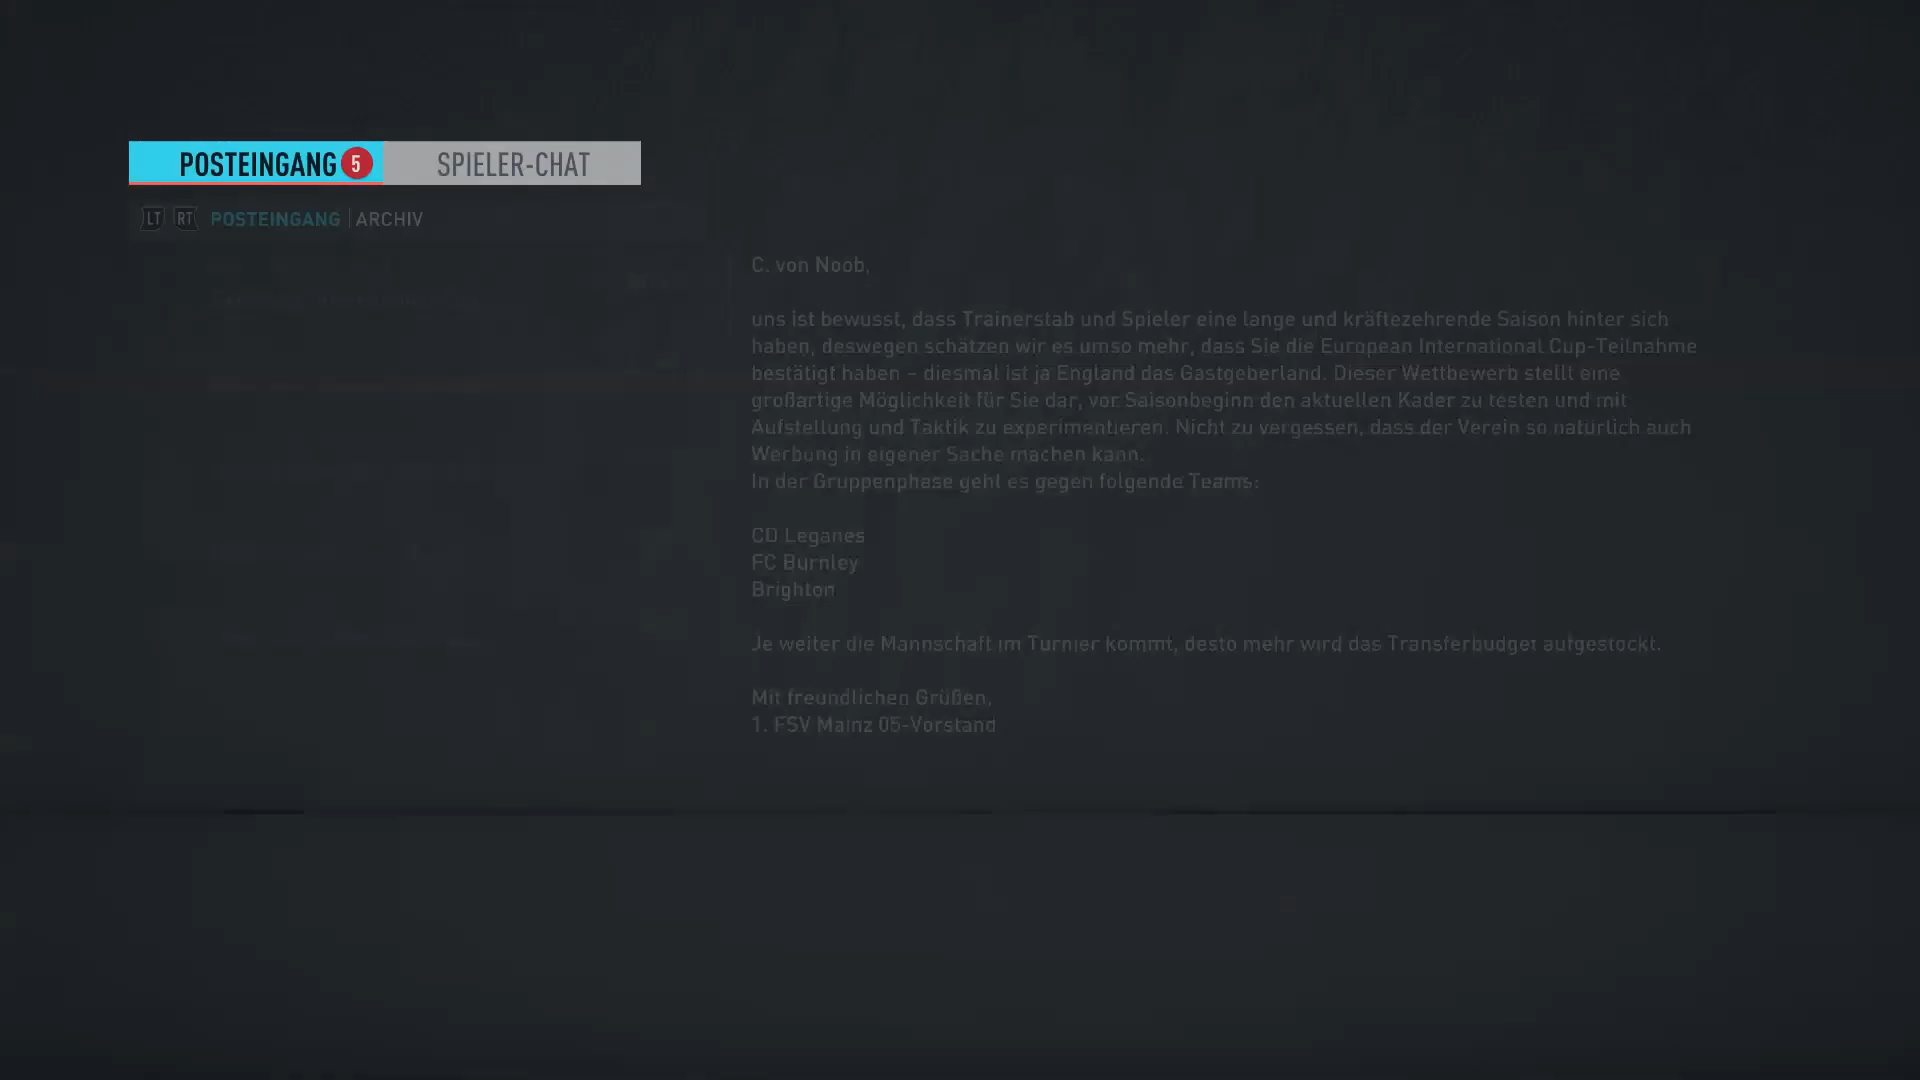 POSTEINGANG 5 SPIELER-CHAT
LT RT POSTEINGANG | ARCHIV
C. von Noob,
uns ist bewusst, dass Trainerstab und Spieler eine lange und kräftezehrende Saison hinter sich
haben, deswegen schätzen wir es umso mehr, dass Sie die European International Cup-Teilnahme
bestätigt haben – diesmal ist ja England das Gastgeberland. Dieser Wettbewerb stellt eine
großartige Möglichkeit für Sie dar, vor Saisonbeginn den aktuellen Kader zu testen und mit
Aufstellung und Taktik zu experimentieren. Nicht zu vergessen, dass der Verein so natürlich auch
Werbung in eigener Sache machen kann.
In der Gruppenphase geht es gegen folgende Teams:
CD Leganes
FC Burnley
Brighton
Je weiter die Mannschaft im Turnier kommt, desto mehr wird das Transferbudget aufgestockt.
Mit freundlichen Grüßen,
1. FSV Mainz 05-Vorstand